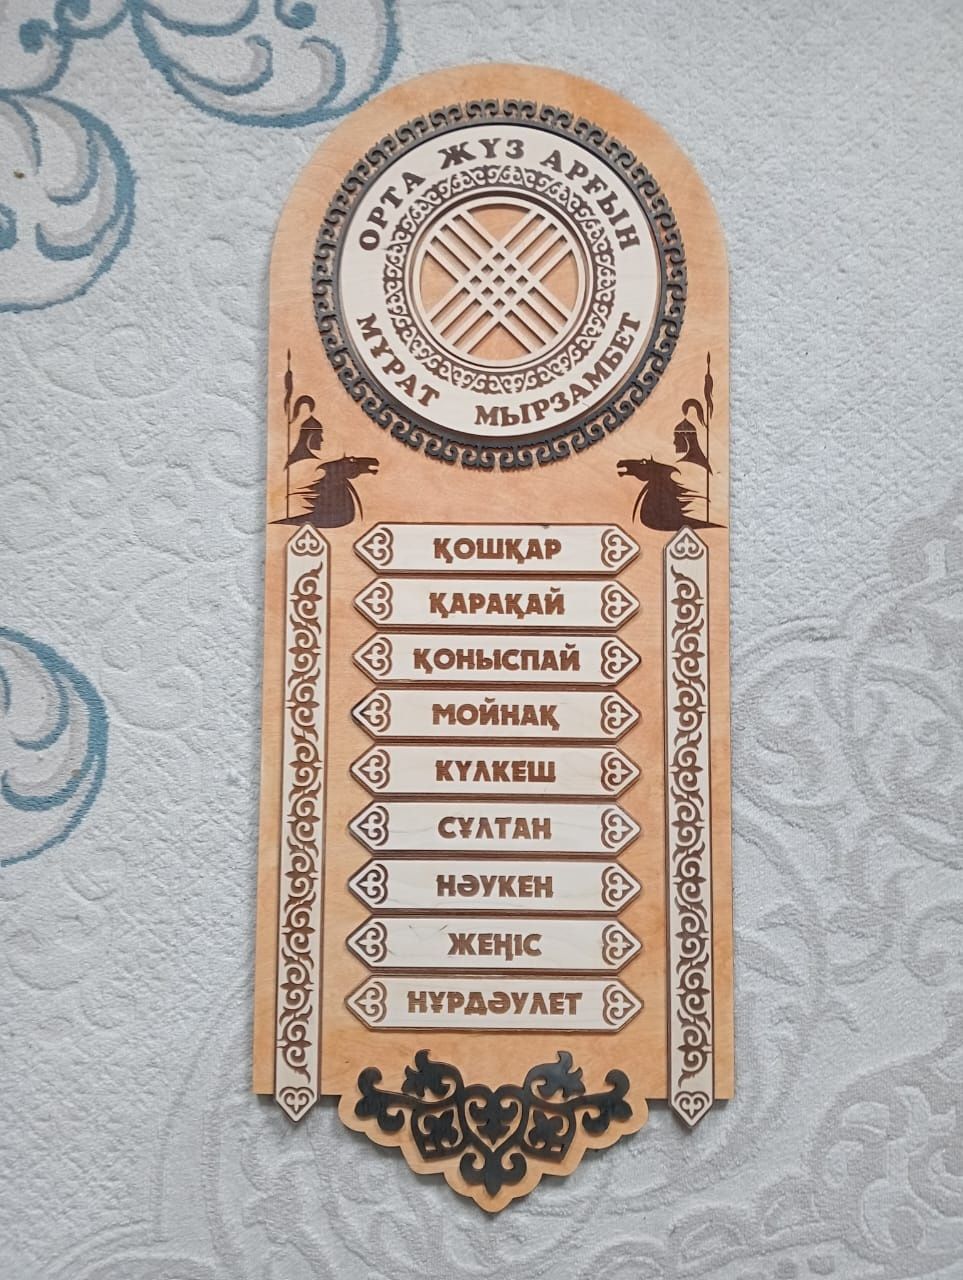 ОРТА ЖҮЗ АРҒЫН
МҰРАТ МЫРЗАМБЕТ
ҚОШҚАР
ҚАРАҚАЙ
ҚОНЫСПАЙ
МОЙНАҚ
КҮЛКЕШ
СҰЛТАН
НӘУКЕН
ЖЕҢІС
НҰРДӘУЛЕТ